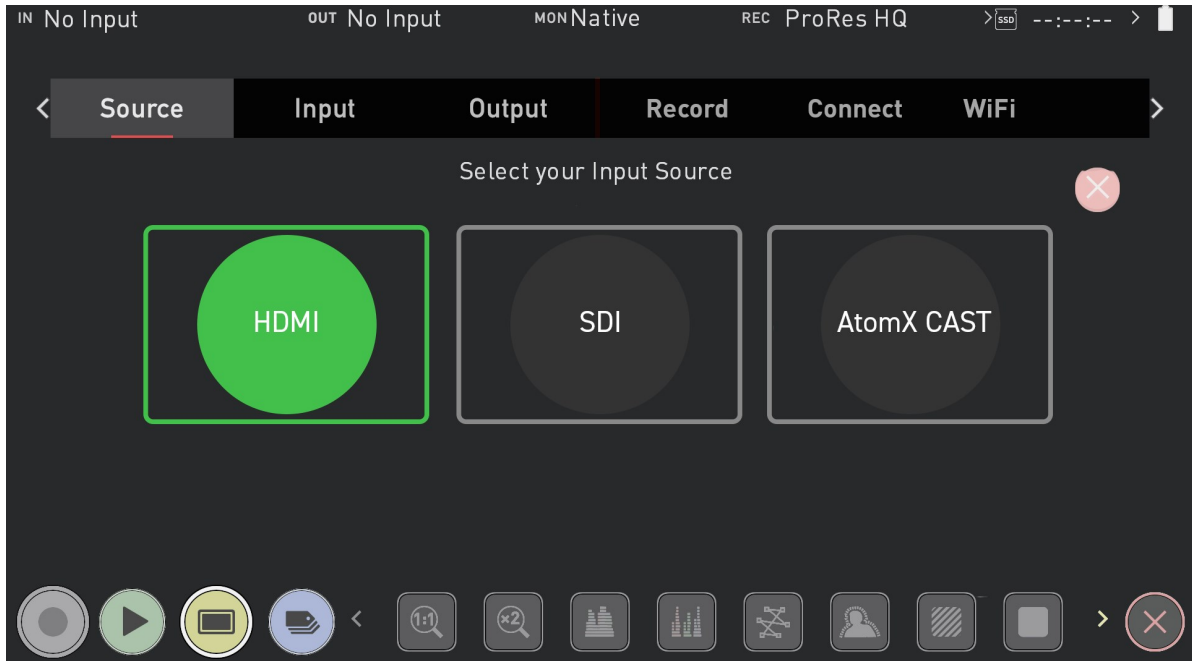 IN No Input OUT No Input MON Native REC ProRes HQ > SSD --:--:-- >
< Source Input Output Record Connect WiFi >
Select your Input Source
HDMI SDI AtomX CAST
1:1 ×2